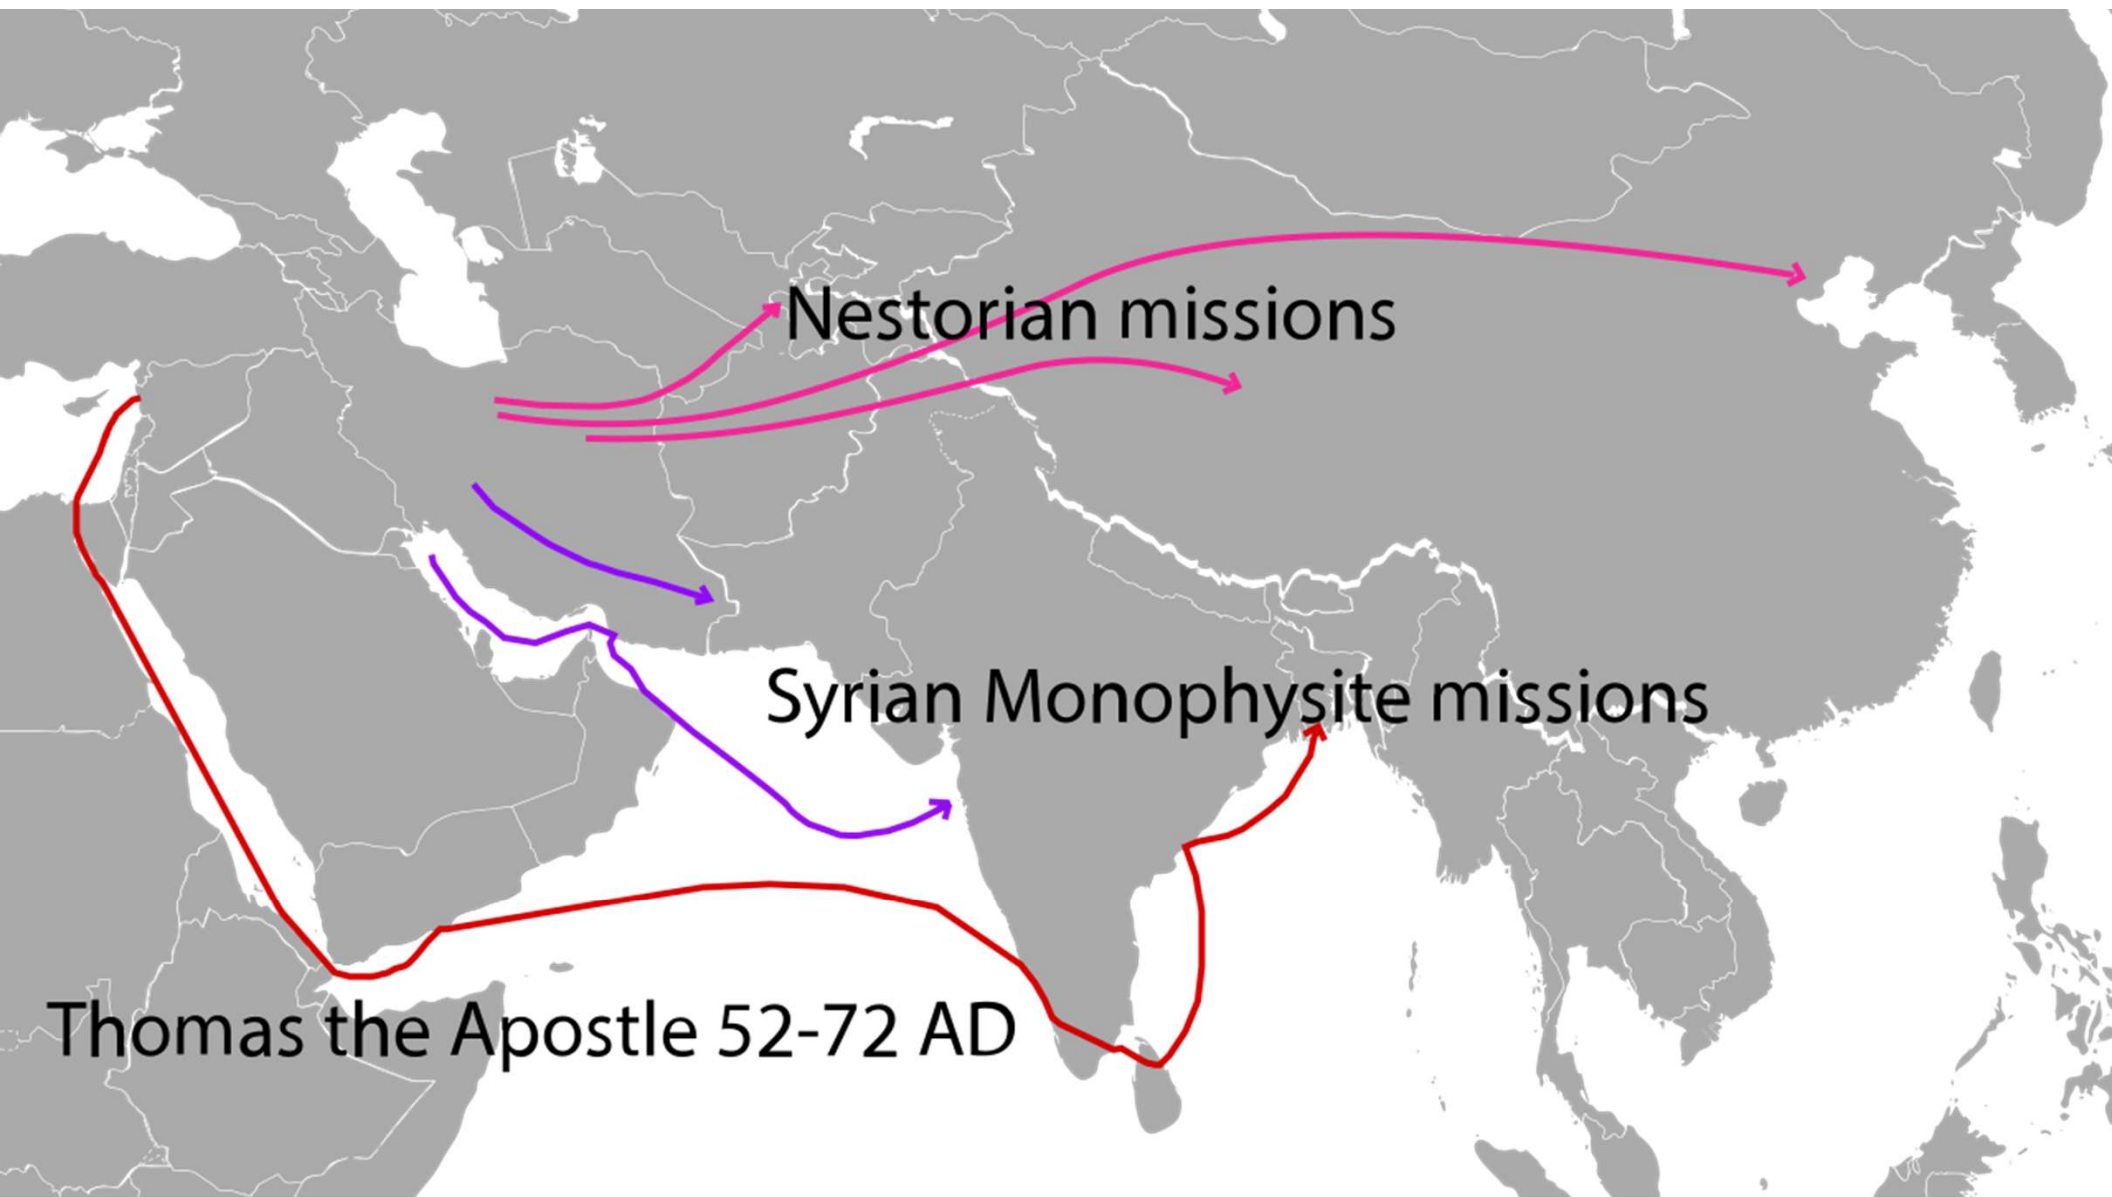 Nestorian missions
Syrian Monophysite missions
Thomas the Apostle 52-72 AD